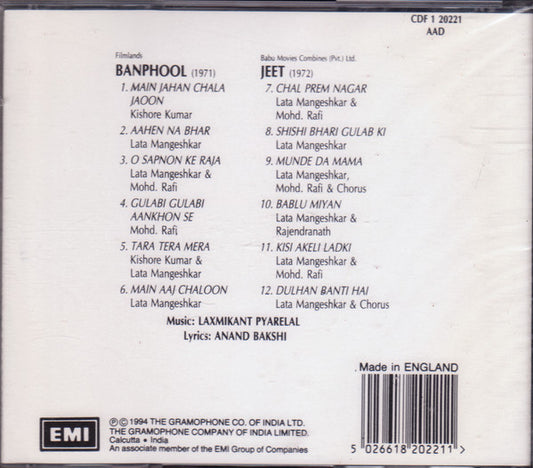 CDF 1 20221
AAD
Filmlands
BANPHOOL (1971)
1. MAIN JAHAN CHALA
JAOON
Kishore Kumar
2. AAHEN NA BHAR
Lata Mangeshkar
3. O SAPNON KE RAJA
Lata Mangeshkar &
Mohd. Rafi
4. GULABI GULABI
AANKHON SE
Mohd. Rafi
5. TARA TERA MERA
Kishore Kumar &
Lata Mangeshkar
6. MAIN AAJ CHALOON
Lata Mangeshkar
Babu Movies Combines (Pvt.) Ltd.
JEET (1972)
7. CHAL PREM NAGAR
Lata Mangeshkar &
Mohd. Rafi
8. SHISHI BHARI GULAB KI
Lata Mangeshkar
9. MUNDE DA MAMA
Lata Mangeshkar,
Mohd. Rafi & Chorus
10. BABLU MIYAN
Lata Mangeshkar &
Rajendranath
11. KISI AKELI LADKI
Lata Mangeshkar &
Mohd. Rafi
12. DULHAN BANTI HAI
Lata Mangeshkar & Chorus
Music: LAXMIKANT PYARELAL
Lyrics: ANAND BAKSHI
Made in ENGLAND
EMI
Ⓟ© 1994 THE GRAMOPHONE CO. OF INDIA LTD.
THE GRAMOPHONE COMPANY OF INDIA LIMITED.
Calcutta • India
An associate member of the EMI Group of Companies
5 026618 202211>